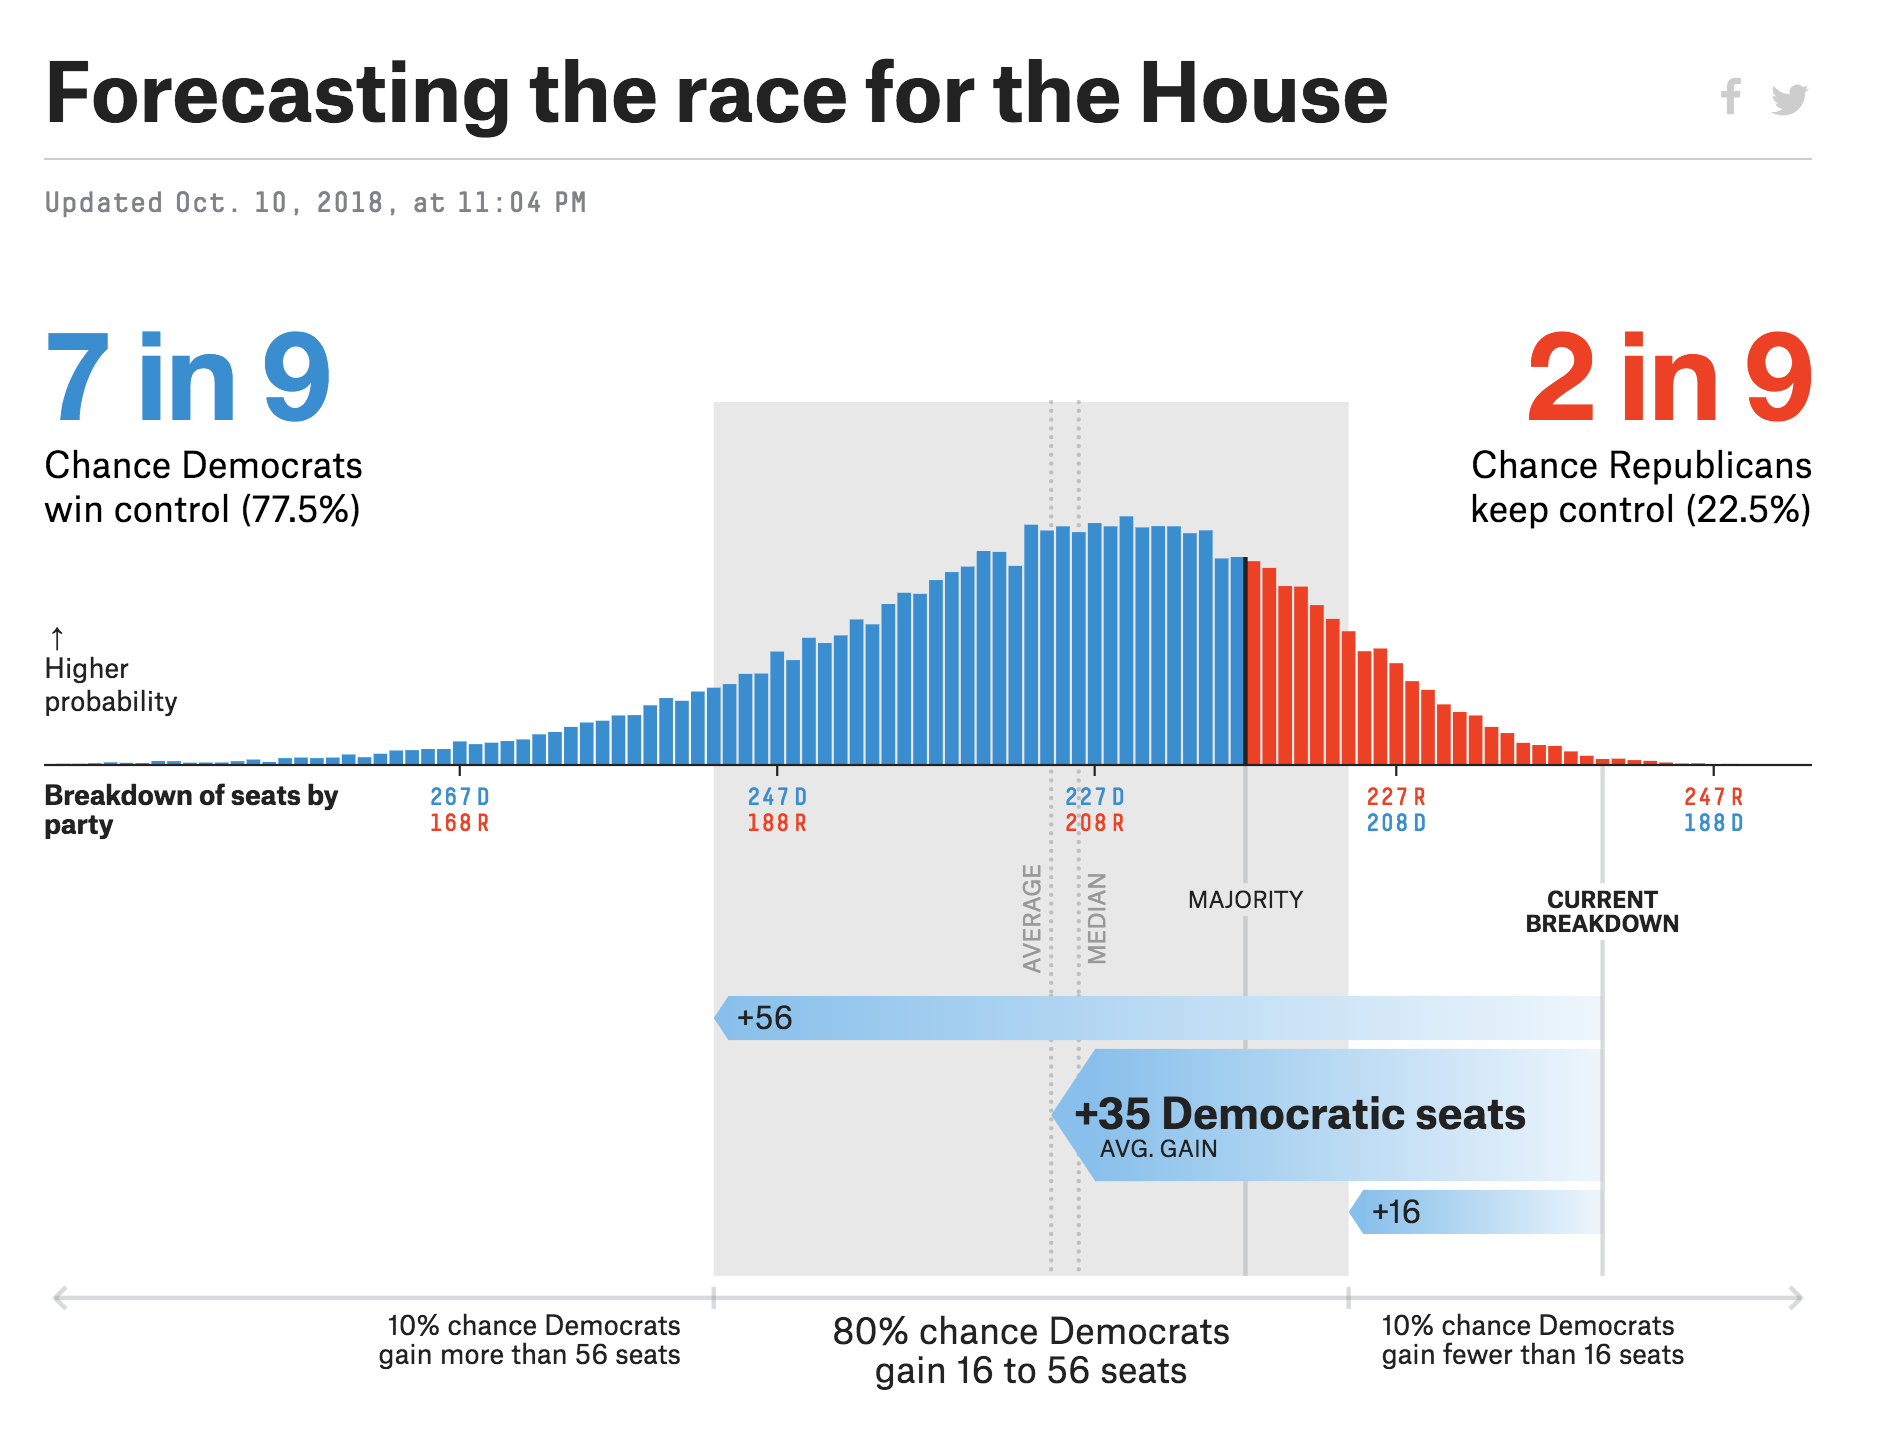 Forecasting the race for the House
Updated Oct. 10, 2018, at 11:04 PM
7 in 9
Chance Democrats
win control (77.5%)
2 in 9
Chance Republicans
keep control (22.5%)
↑
Higher
probability
Breakdown of seats by
party
267 D
168 R
247 D
188 R
227 D
208 R
227 R
208 D
247 R
188 D
AVERAGE
MEDIAN
MAJORITY
CURRENT
BREAKDOWN
+56
+35 Democratic seats
AVG. GAIN
+16
10% chance Democrats
gain more than 56 seats
80% chance Democrats
gain 16 to 56 seats
10% chance Democrats
gain fewer than 16 seats